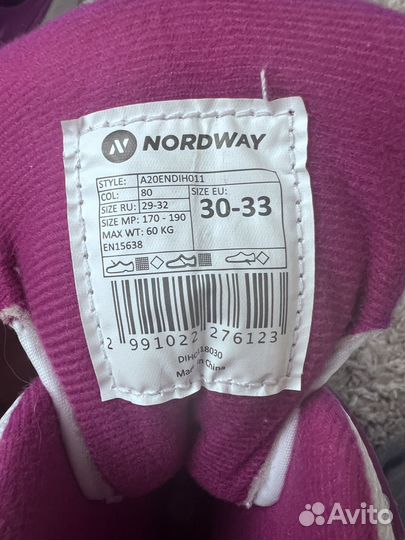 NORDWAY
STYLE: A20ENDIH011
COL: 80
SIZE RU: 29-32
SIZE MP: 170 - 190
MAX WT: 60 KG
EN15638
SIZE EU:
30-33
2 991022 276123
Made in China
Avito